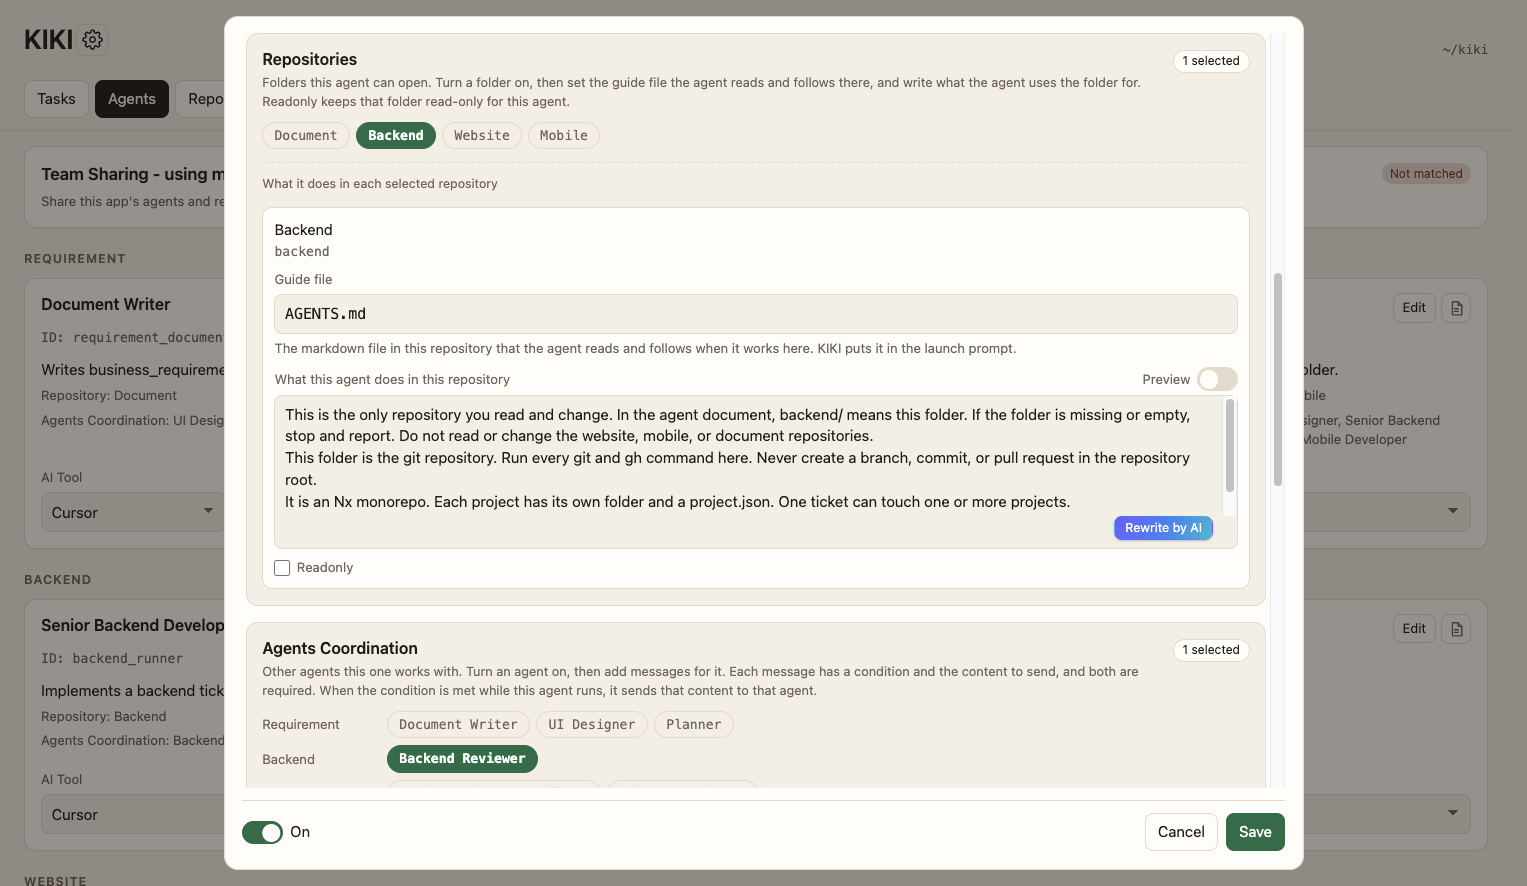 KIKI
~/kiki
Tasks
Agents
Repo
Team Sharing - using m
Share this app's agents and re
Not matched
REQUIREMENT
Document Writer
ID: requirement_documen
Writes business_requireme
Repository: Document
Agents Coordination: UI Desig
AI Tool
Cursor
Edit
older.
bile
signer, Senior Backend
Mobile Developer
BACKEND
Senior Backend Develop
ID: backend_runner
Implements a backend tick
Repository: Backend
Agents Coordination: Backend
AI Tool
Cursor
Edit
WEBSITE
Repositories
1 selected
Folders this agent can open. Turn a folder on, then set the guide file the agent reads and follows there, and write what the agent uses the folder for.
Readonly keeps that folder read-only for this agent.
Document
Backend
Website
Mobile
What it does in each selected repository
Backend
backend
Guide file
AGENTS.md
The markdown file in this repository that the agent reads and follows when it works here. KIKI puts it in the launch prompt.
What this agent does in this repository
Preview
This is the only repository you read and change. In the agent document, backend/ means this folder. If the folder is missing or empty,
stop and report. Do not read or change the website, mobile, or document repositories.
This folder is the git repository. Run every git and gh command here. Never create a branch, commit, or pull request in the repository
root.
It is an Nx monorepo. Each project has its own folder and a project.json. One ticket can touch one or more projects.
Rewrite by AI
Readonly
Agents Coordination
1 selected
Other agents this one works with. Turn an agent on, then add messages for it. Each message has a condition and the content to send, and both are
required. When the condition is met while this agent runs, it sends that content to that agent.
Requirement
Document Writer
UI Designer
Planner
Backend
Backend Reviewer
On
Cancel
Save